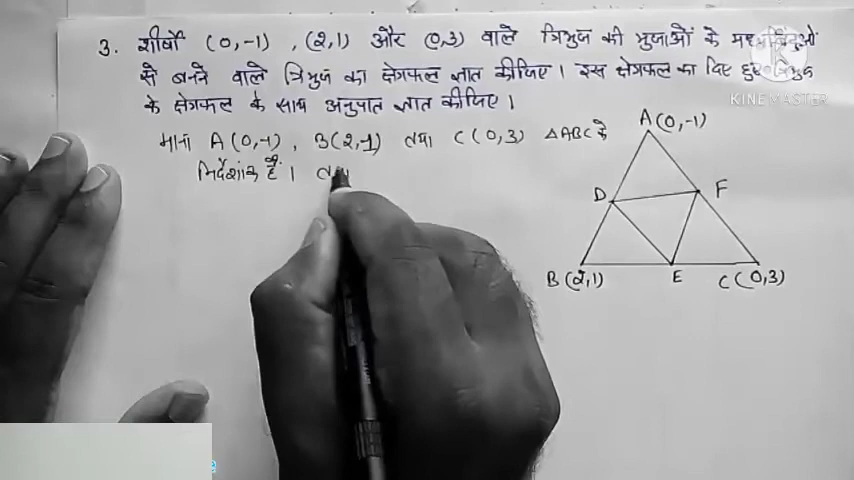 3. शीर्षों (0,-1) , (2,1) और (0,3) वाले त्रिभुज की भुजाओं के मध्यबिन्दुओं
से बनने वाले त्रिभुज का क्षेत्रफल ज्ञात कीजिए। इस क्षेत्रफल का दिए हुए त्रिभुज
के क्षेत्रफल के साथ अनुपात ज्ञात कीजिए।
KINEMASTER
माना A(0,-1), B(2,-1) तथा C(0,3) △ABC के
निर्देशांक हैं।
A(0,-1)
D
F
B(2,1)
E
C(0,3)